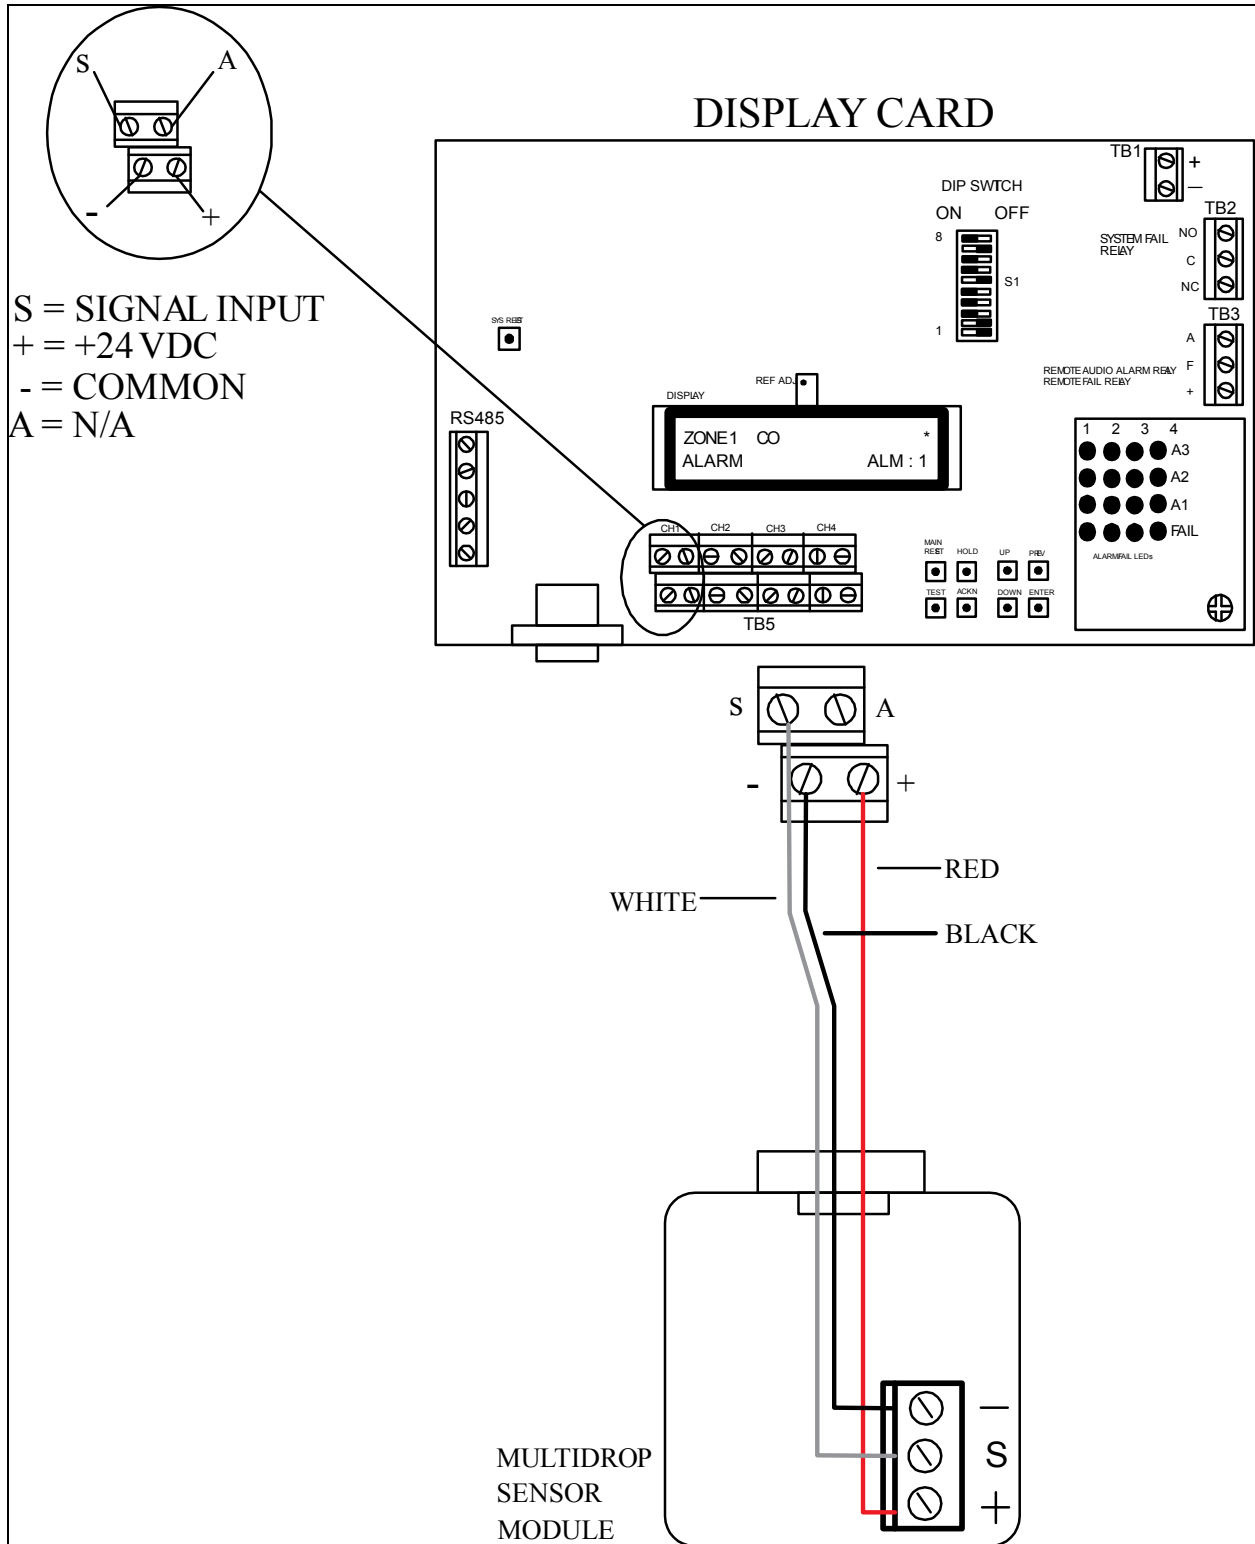 S
A
-
+
S = SIGNAL INPUT
+ = +24 VDC
- = COMMON
A = N/A
DISPLAY CARD
TB1
+
−
DIP SWITCH
ON OFF
8
S1
1
TB2
SYSTEM FAIL
RELAY
NO
C
NC
TB3
REMOTE AUDIO ALARM RELAY
REMOTE FAIL RELAY
A
F
+
SYS RESET
RS485
REF ADJ
DISPLAY
ZONE1 CO *
ALARM ALM : 1
1 2 3 4
A3
A2
A1
FAIL
ALARM/FAIL LEDs
CH1 CH2 CH3 CH4
TB5
MAIN
RESET
HOLD
UP
PREV
TEST
ACKN
DOWN
ENTER
S
A
-
+
RED
WHITE
BLACK
MULTIDROP
SENSOR
MODULE
−
S
+